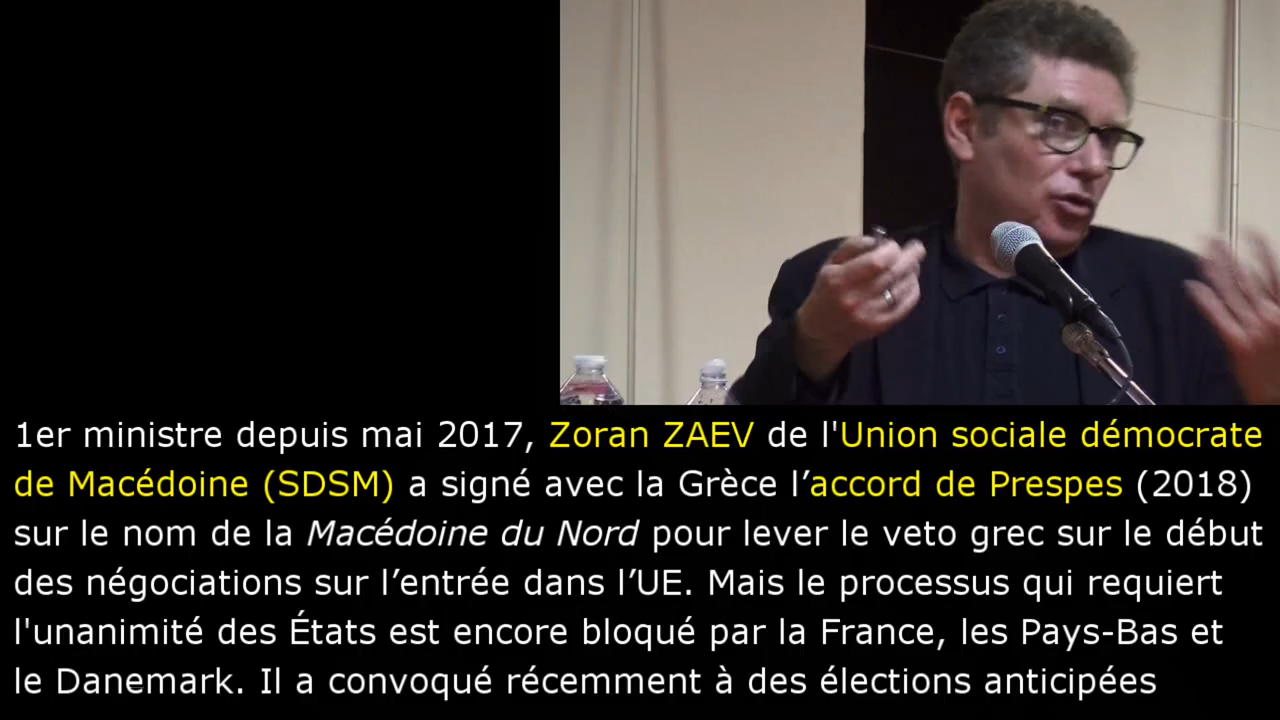 1er ministre depuis mai 2017, Zoran ZAEV de l'Union sociale démocrate
de Macédoine (SDSM) a signé avec la Grèce l’accord de Prespes (2018)
sur le nom de la Macédoine du Nord pour lever le veto grec sur le début
des négociations sur l’entrée dans l’UE. Mais le processus qui requiert
l'unanimité des États est encore bloqué par la France, les Pays-Bas et
le Danemark. Il a convoqué récemment à des élections anticipées